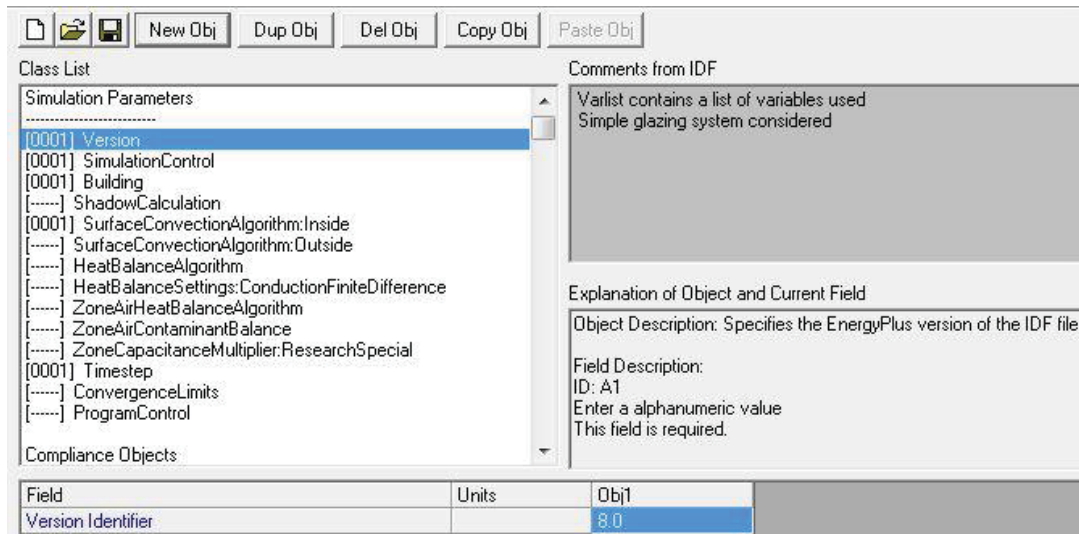 New Obj Dup Obj Del Obj Copy Obj Paste Obj
Class List
Simulation Parameters
--------------------------
[0001] Version
[0001] SimulationControl
[0001] Building
[------] ShadowCalculation
[0001] SurfaceConvectionAlgorithm:Inside
[------] SurfaceConvectionAlgorithm:Outside
[------] HeatBalanceAlgorithm
[------] HeatBalanceSettings:ConductionFiniteDifference
[------] ZoneAirHeatBalanceAlgorithm
[------] ZoneAirContaminantBalance
[------] ZoneCapacitanceMultiplier:ResearchSpecial
[0001] Timestep
[------] ConvergenceLimits
[------] ProgramControl
Compliance Objects
Comments from IDF
Varlist contains a list of variables used
Simple glazing system considered
Explanation of Object and Current Field
Object Description: Specifies the EnergyPlus version of the IDF file
Field Description:
ID: A1
Enter a alphanumeric value
This field is required.
Field Units Obj1
Version Identifier 8.0